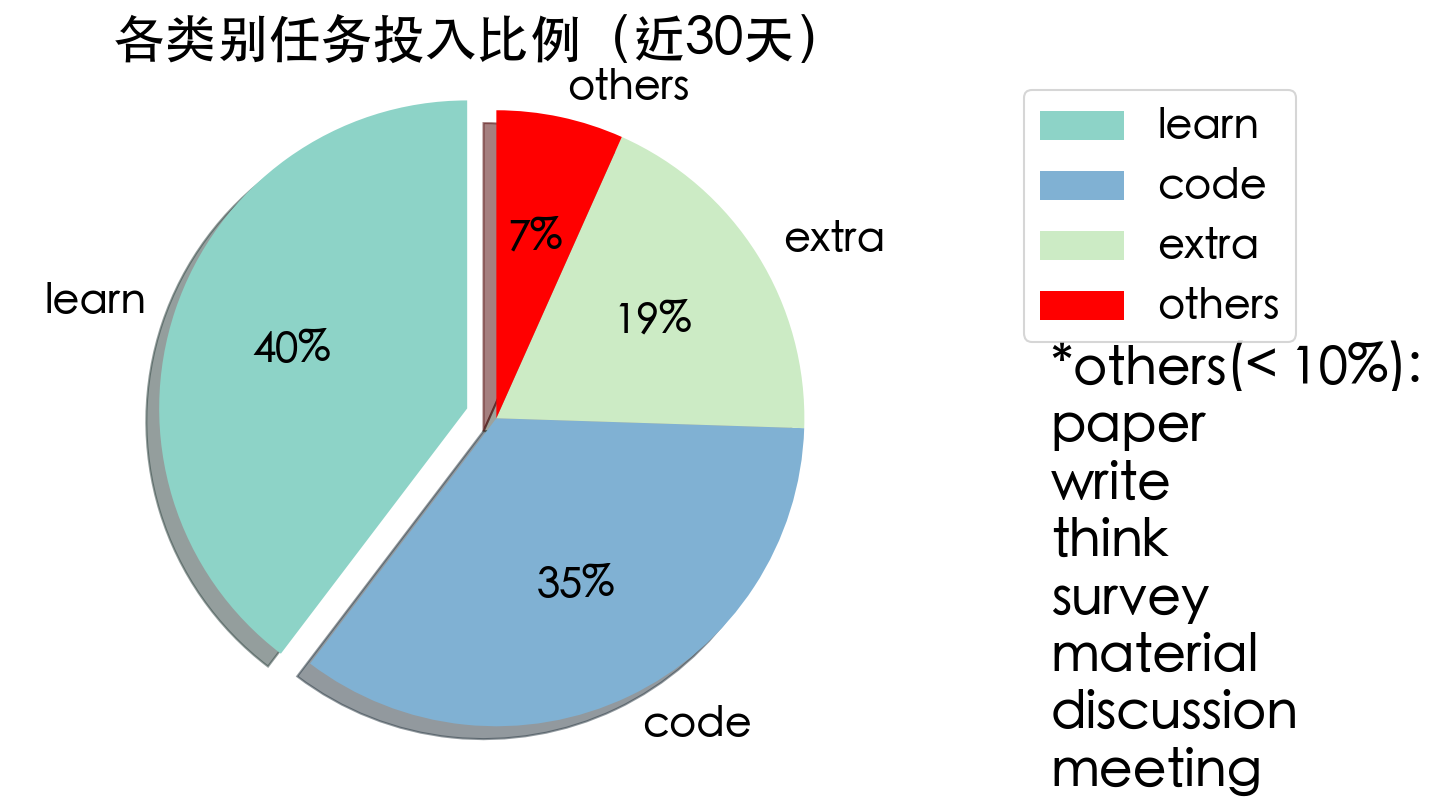 各类别任务投入比例（近30天）
others
7%
extra
19%
learn
40%
35%
code
learn
code
extra
others
*others(< 10%):
paper
write
think
survey
material
discussion
meeting